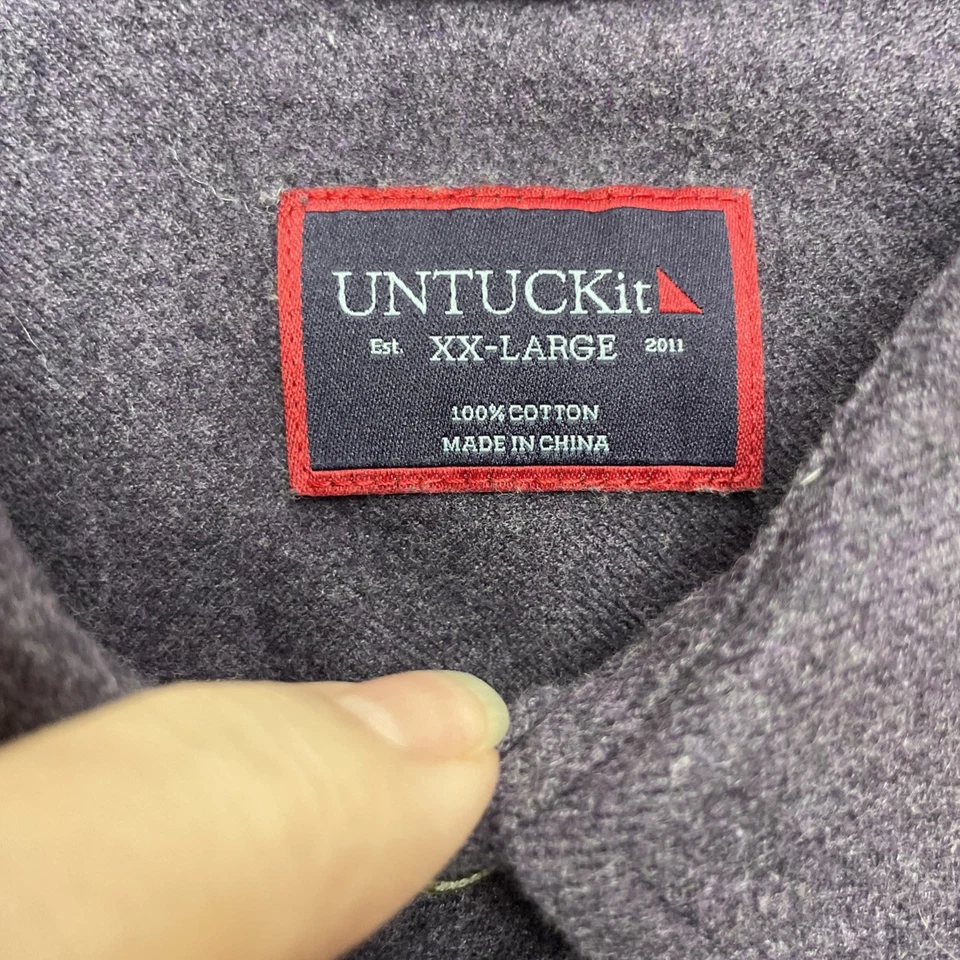 UNTUCKit
Est. XX-LARGE 2011
100% COTTON
MADE IN CHINA